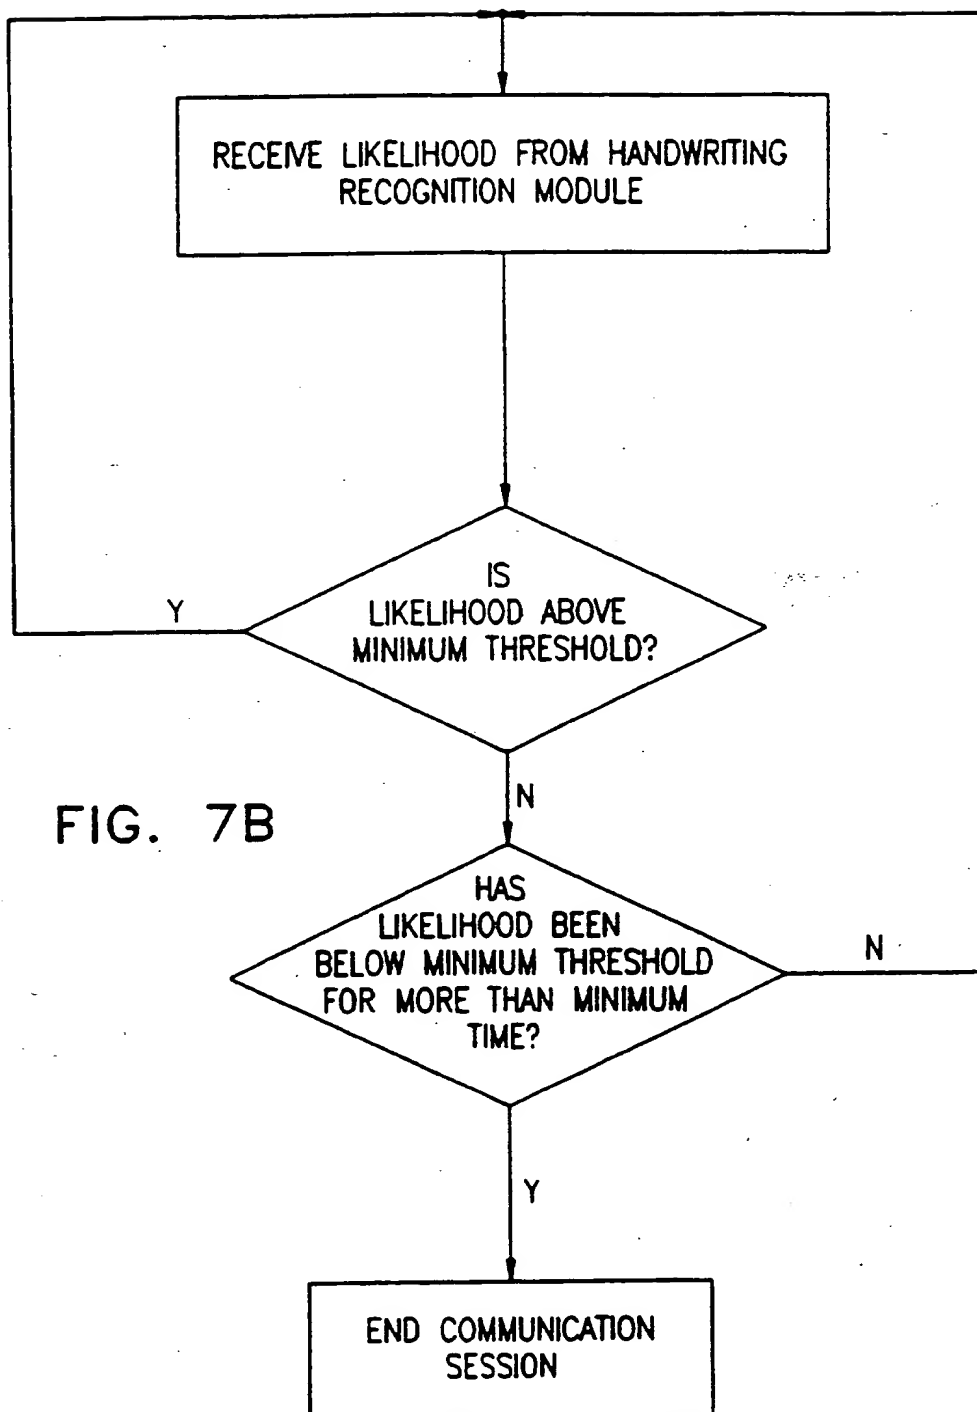 RECEIVE LIKELIHOOD FROM HANDWRITING
RECOGNITION MODULE
IS
LIKELIHOOD ABOVE
MINIMUM THRESHOLD?
Y
N
FIG. 7B
HAS
LIKELIHOOD BEEN
BELOW MINIMUM THRESHOLD
FOR MORE THAN MINIMUM
TIME?
N
Y
END COMMUNICATION
SESSION